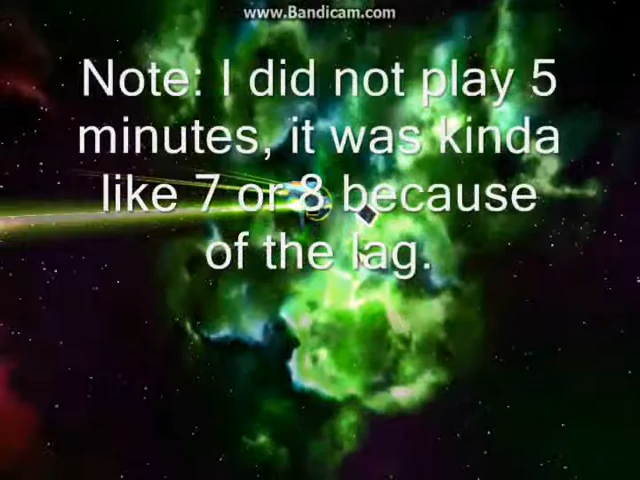 www.Bandicam.com
Note: I did not play 5
minutes, it was kinda
like 7 or 8 because
of the lag.